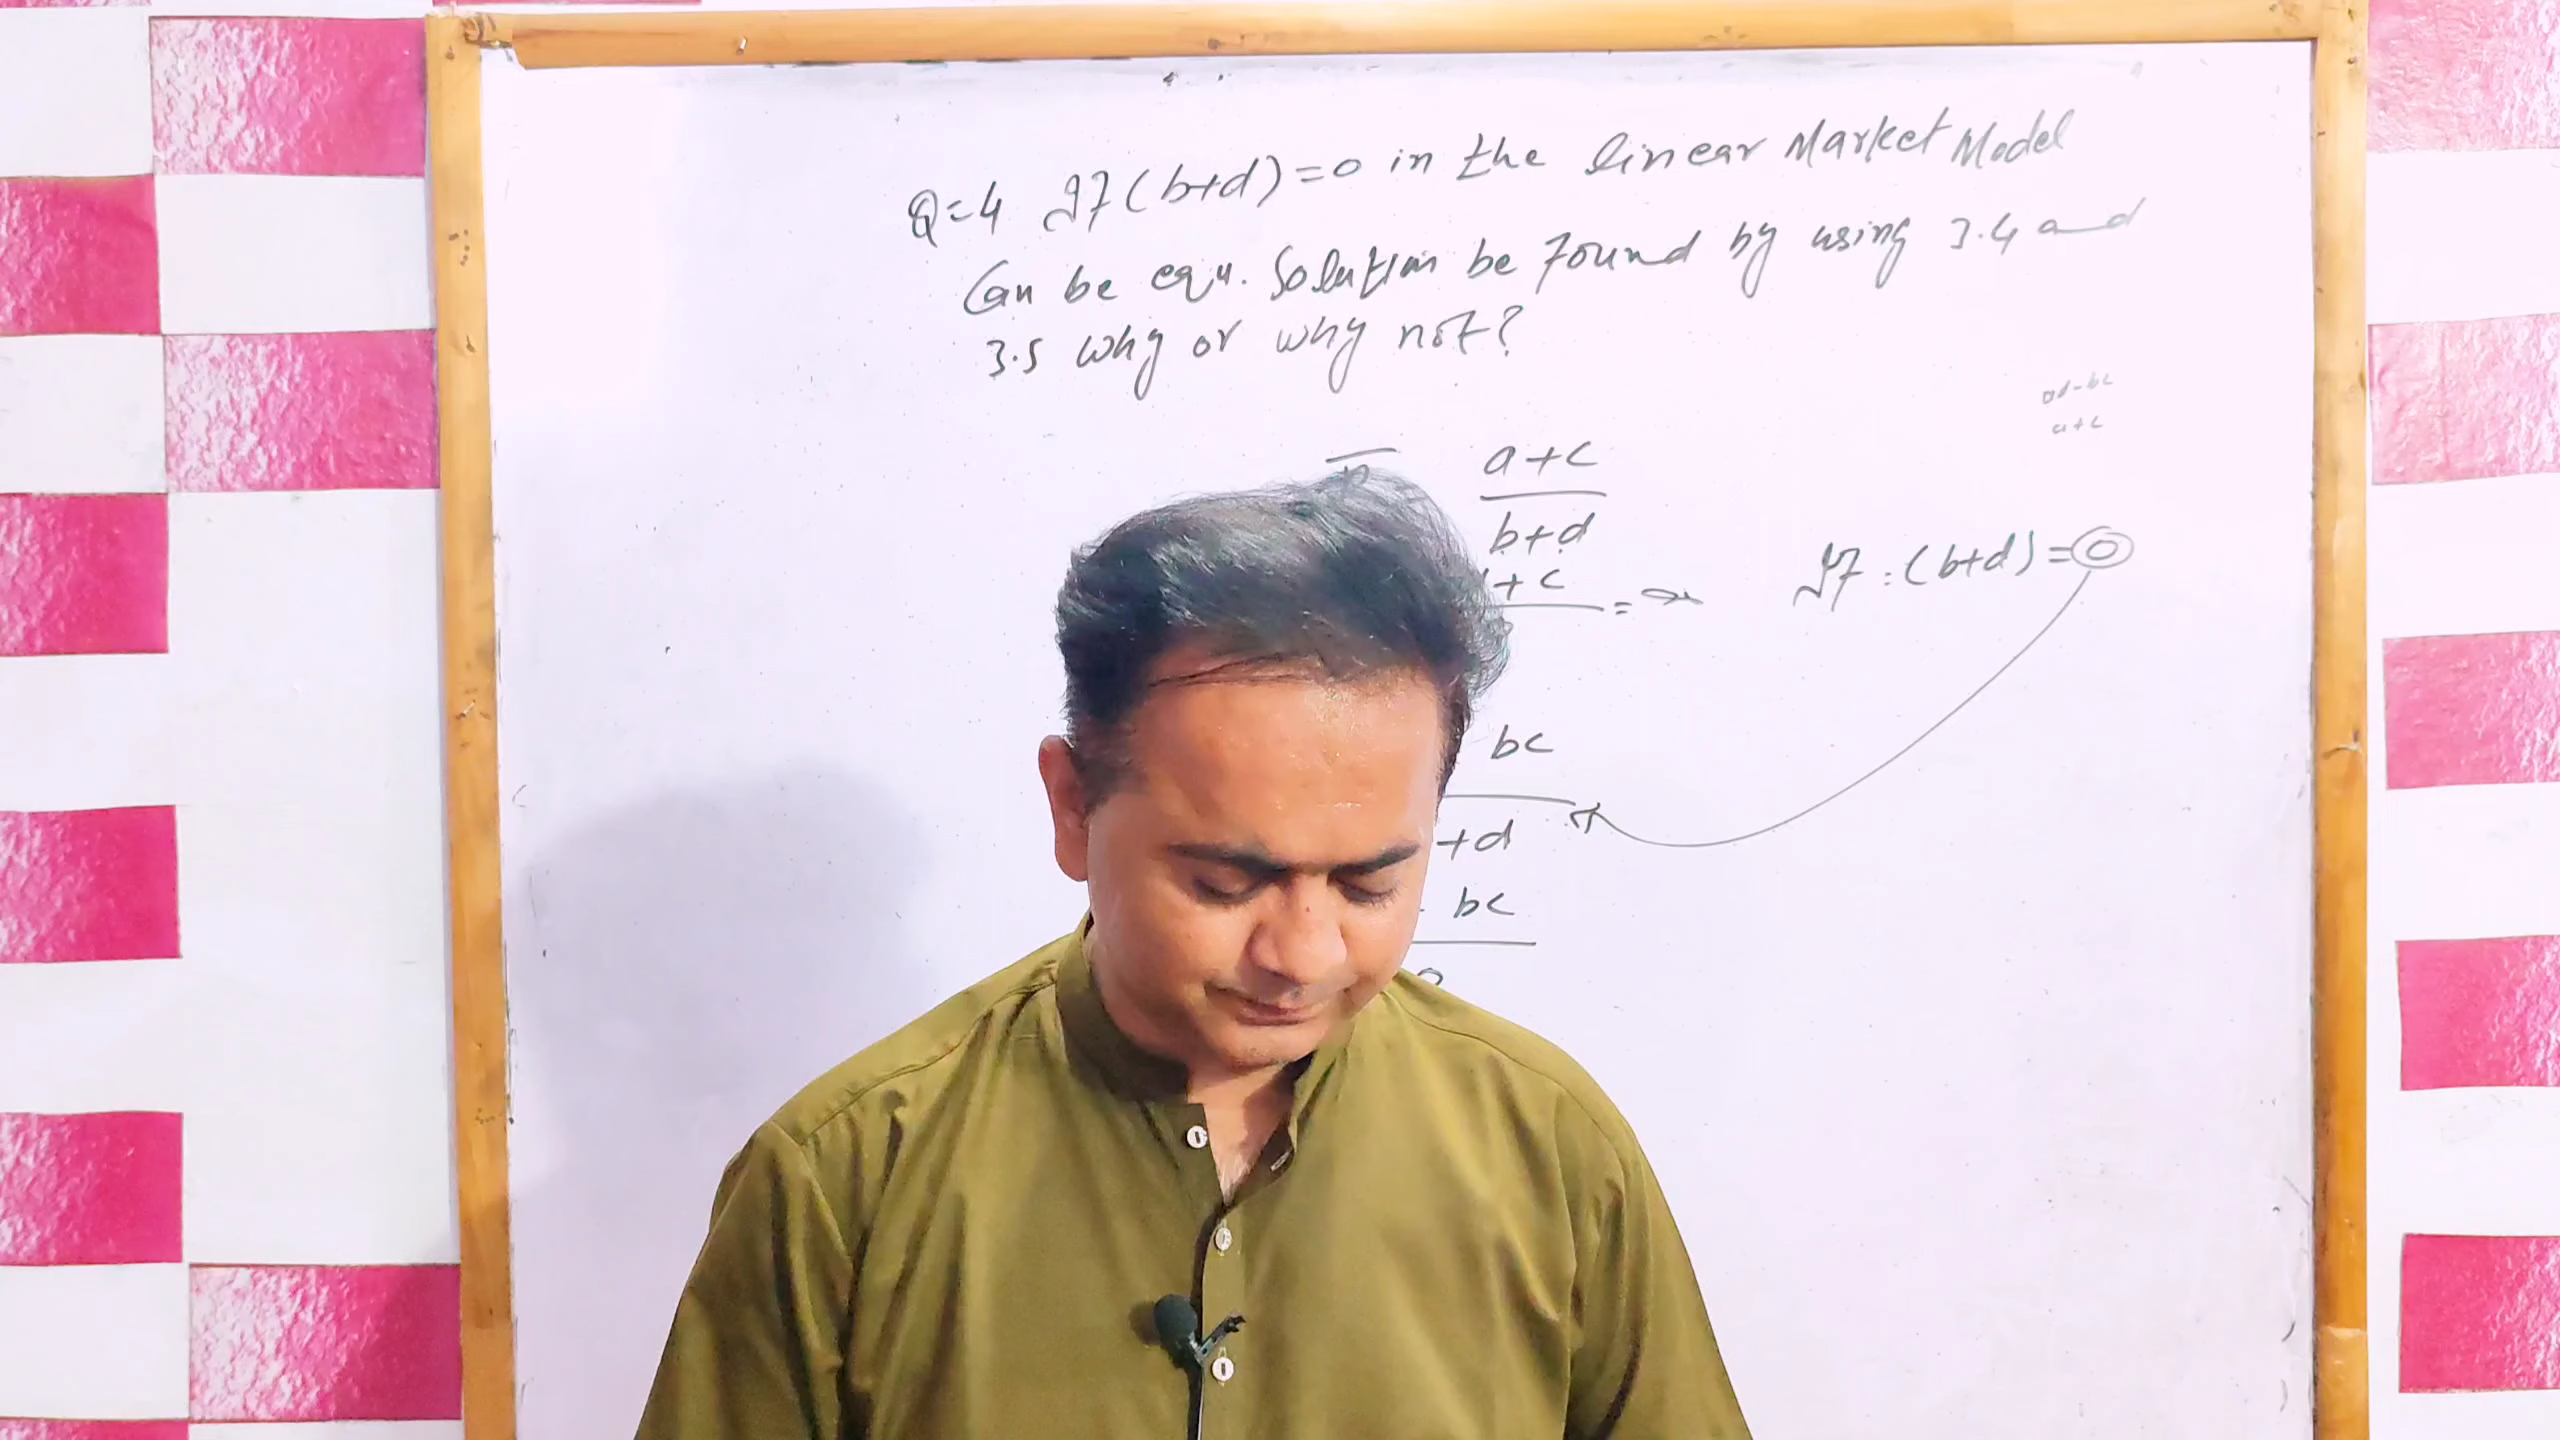 Q=4 If (b+d)=0 in the linear Market Model
Can be equ. Solution be found by using 3.4 and
3.5 why or why not?
ad-bc
a+c
a+c
b+d
+c
=∞
If : (b+d)=0
bc
+d
bc